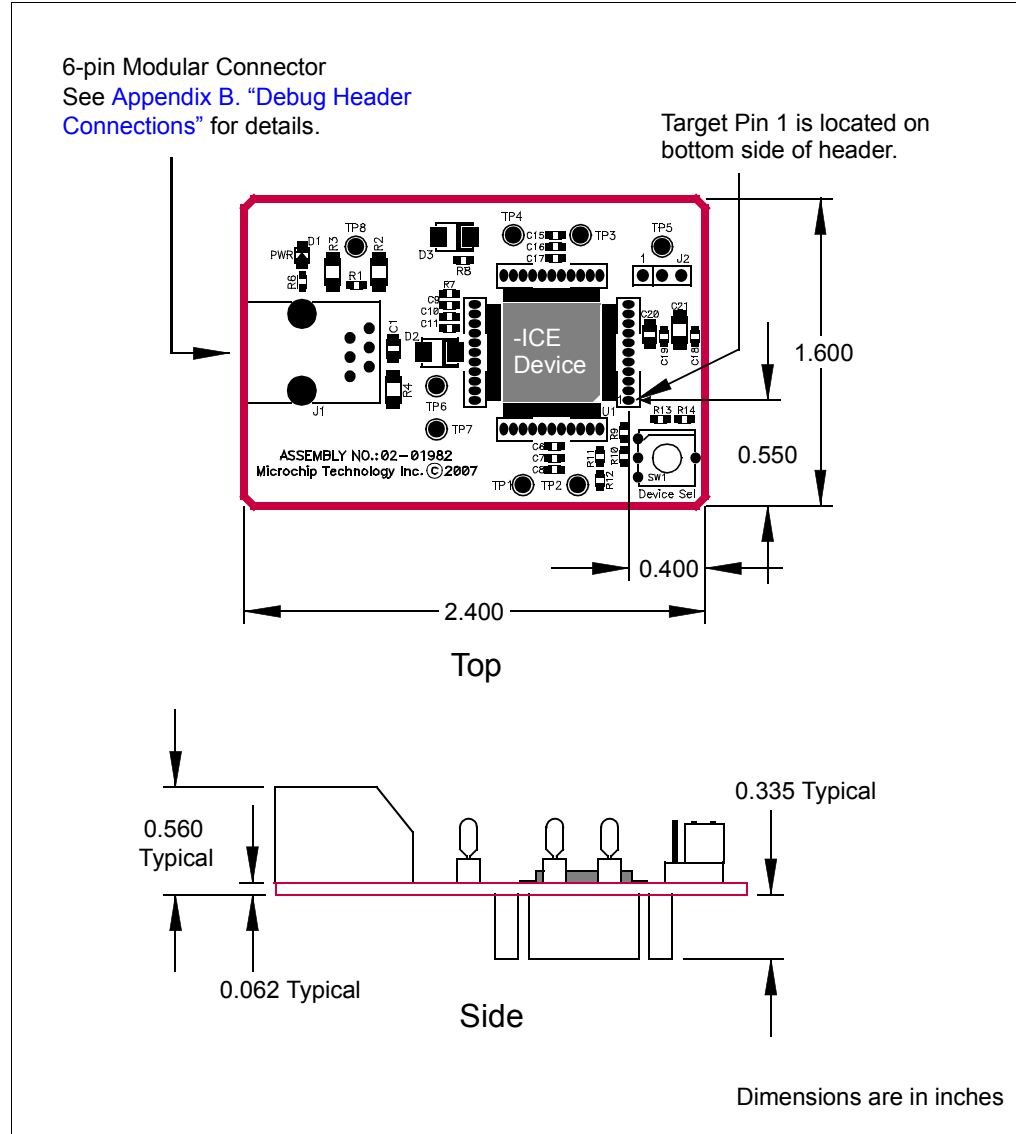 6-pin Modular Connector
See Appendix B. “Debug Header
Connections” for details.
Target Pin 1 is located on
bottom side of header.
TP4
TP8
D1
R3
R2
PWR
R6
R1
D3
R8
C15
C16
C17
TP3
TP5
1
J2
R7
C9
C10
C11
C1
D2
R4
J1
TP6
TP7
-ICE
Device
C20
C21
C19
C18
1
U1
R13
R14
R9
R10
R11
R12
C6
C7
C8
SW1
Device Sel
TP1
TP2
ASSEMBLY NO.:02-01982
Microchip Technology Inc. ©2007
1.600
0.550
0.400
2.400
Top
0.335 Typical
0.560
Typical
0.062 Typical
Side
Dimensions are in inches